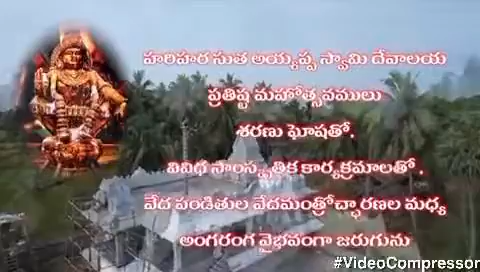 హరిహర సుత అయ్యప్ప స్వామి దేవాలయ
ప్రతిష్ట మహోత్సవములు
శరణు ఘోషతో.
వివిధ సాంస్కృతిక కార్యక్రమాలతో .
వేద పండితుల వేదమంత్రోచ్ఛారణల మధ్య
అంగరంగ వైభవంగా జరుగును
#VideoCompressor